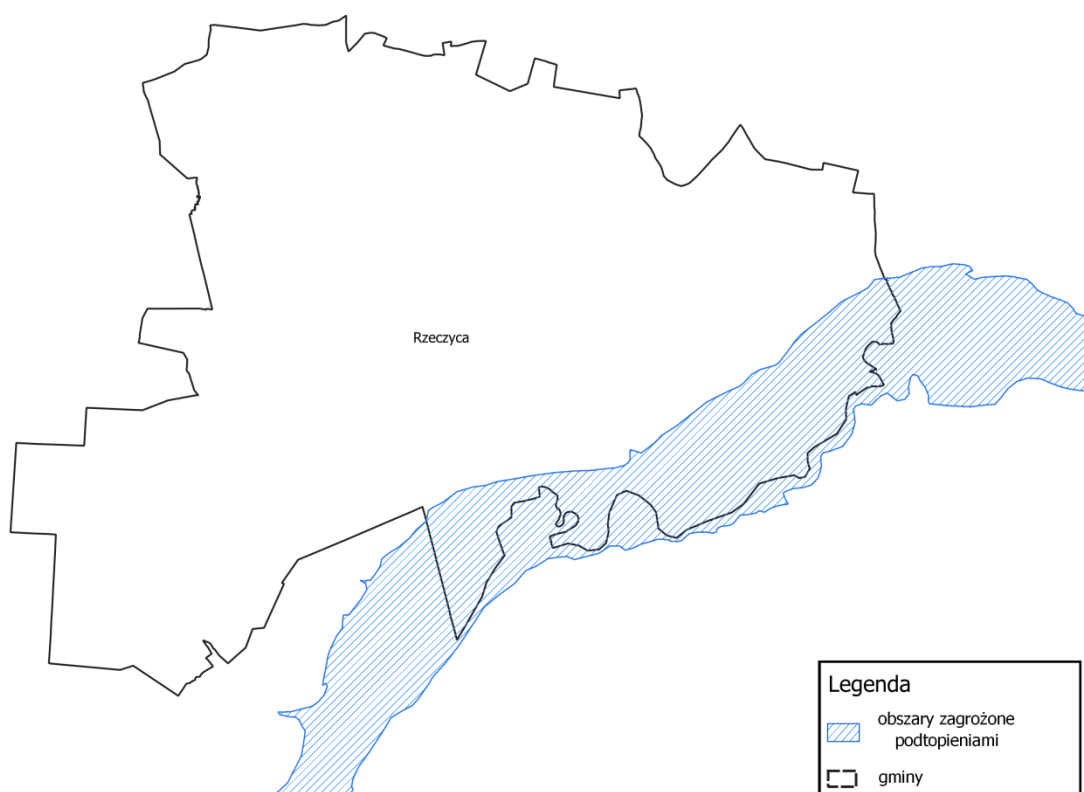 Rzeczyca
Legenda
obszary zagrożone
podtopieniami
gminy